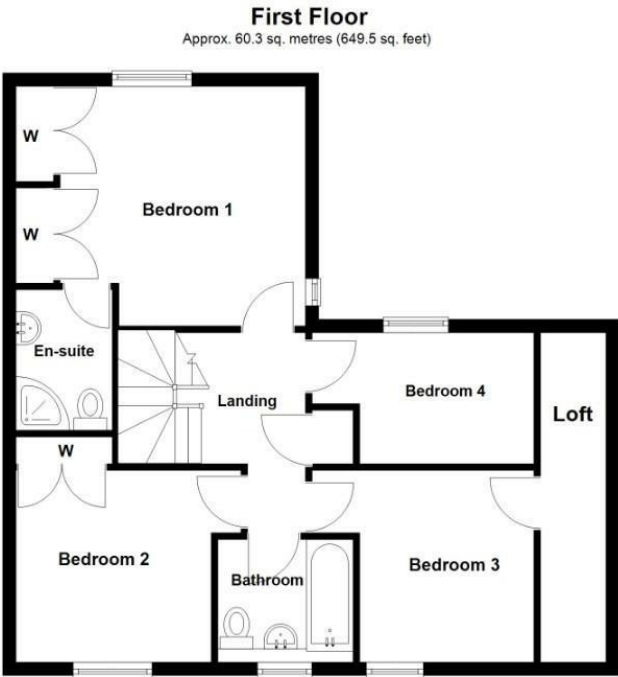 First Floor
Approx. 60.3 sq. metres (649.5 sq. feet)
W
Bedroom 1
W
En-suite
Landing
Bedroom 4
Loft
W
Bedroom 2
Bathroom
Bedroom 3